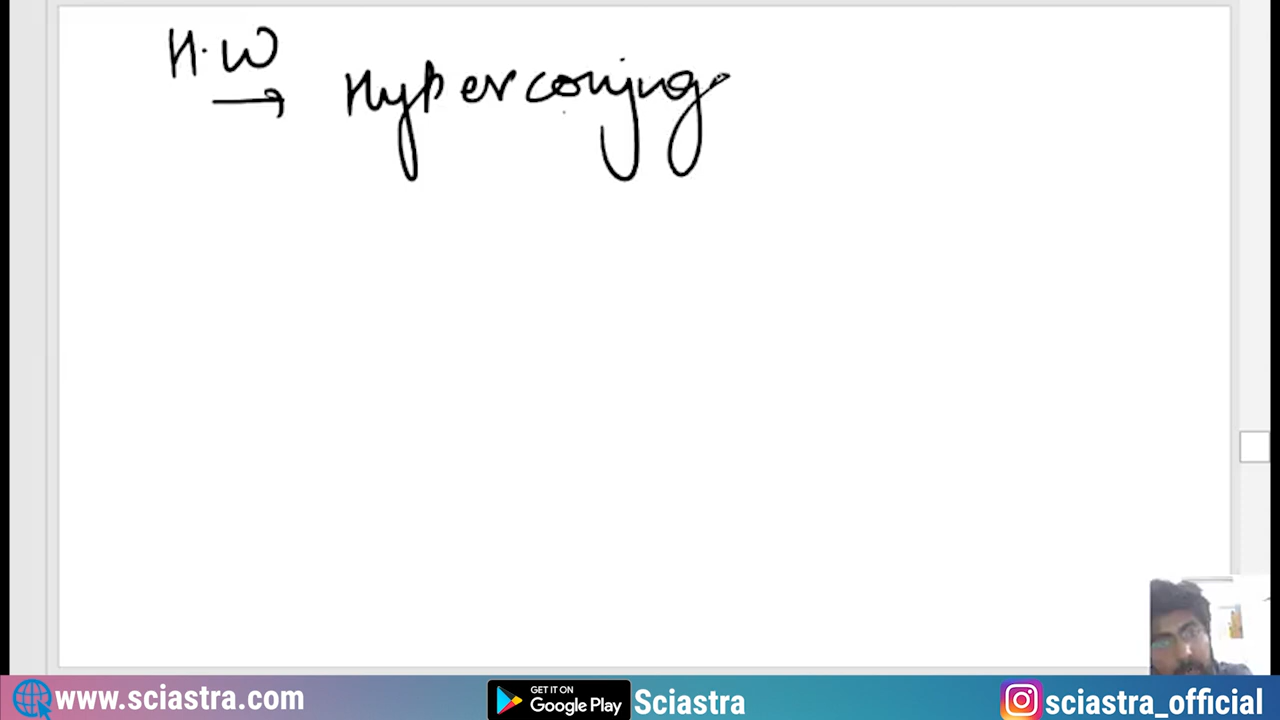 H.W
→ Hyperconjug
www.sciastra.com
GET IT ON
Google Play
Sciastra
sciastra_official